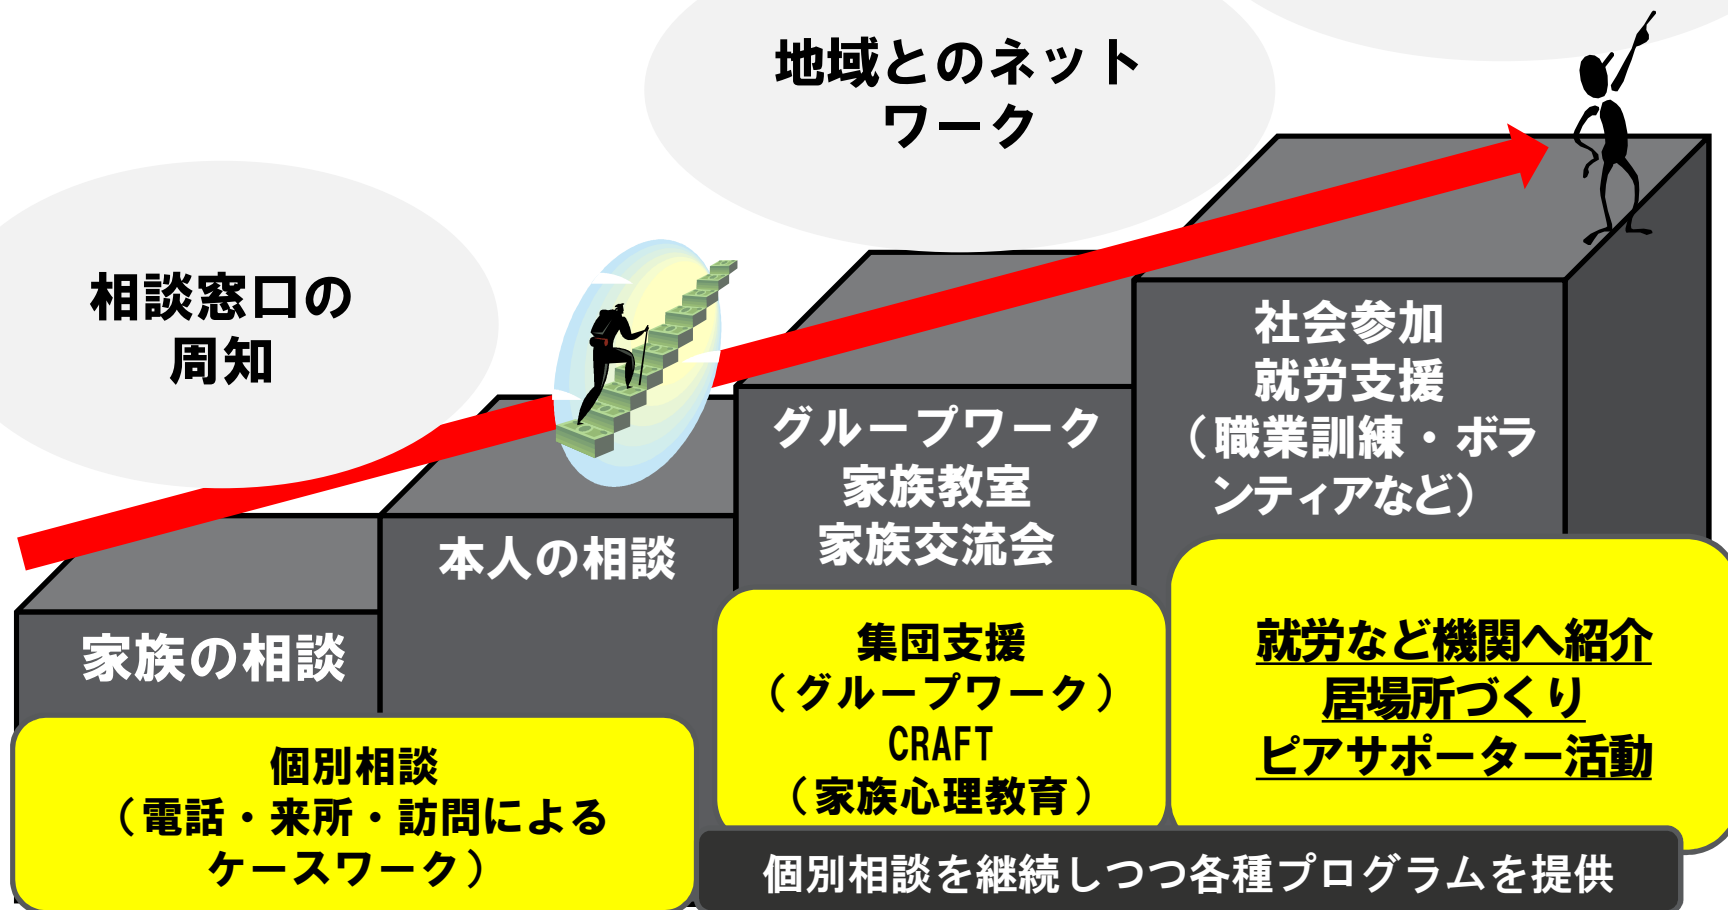 地域とのネット
ワーク
相談窓口の
周知
家族の相談
本人の相談
グループワーク
家族教室
家族交流会
社会参加
就労支援
（職業訓練・ボラ
ンティアなど）
個別相談
（電話・来所・訪問による
ケースワーク）
集団支援
（グループワーク）
CRAFT
（家族心理教育）
就労など機関へ紹介
居場所づくり
ピアサポーター活動
個別相談を継続しつつ各種プログラムを提供